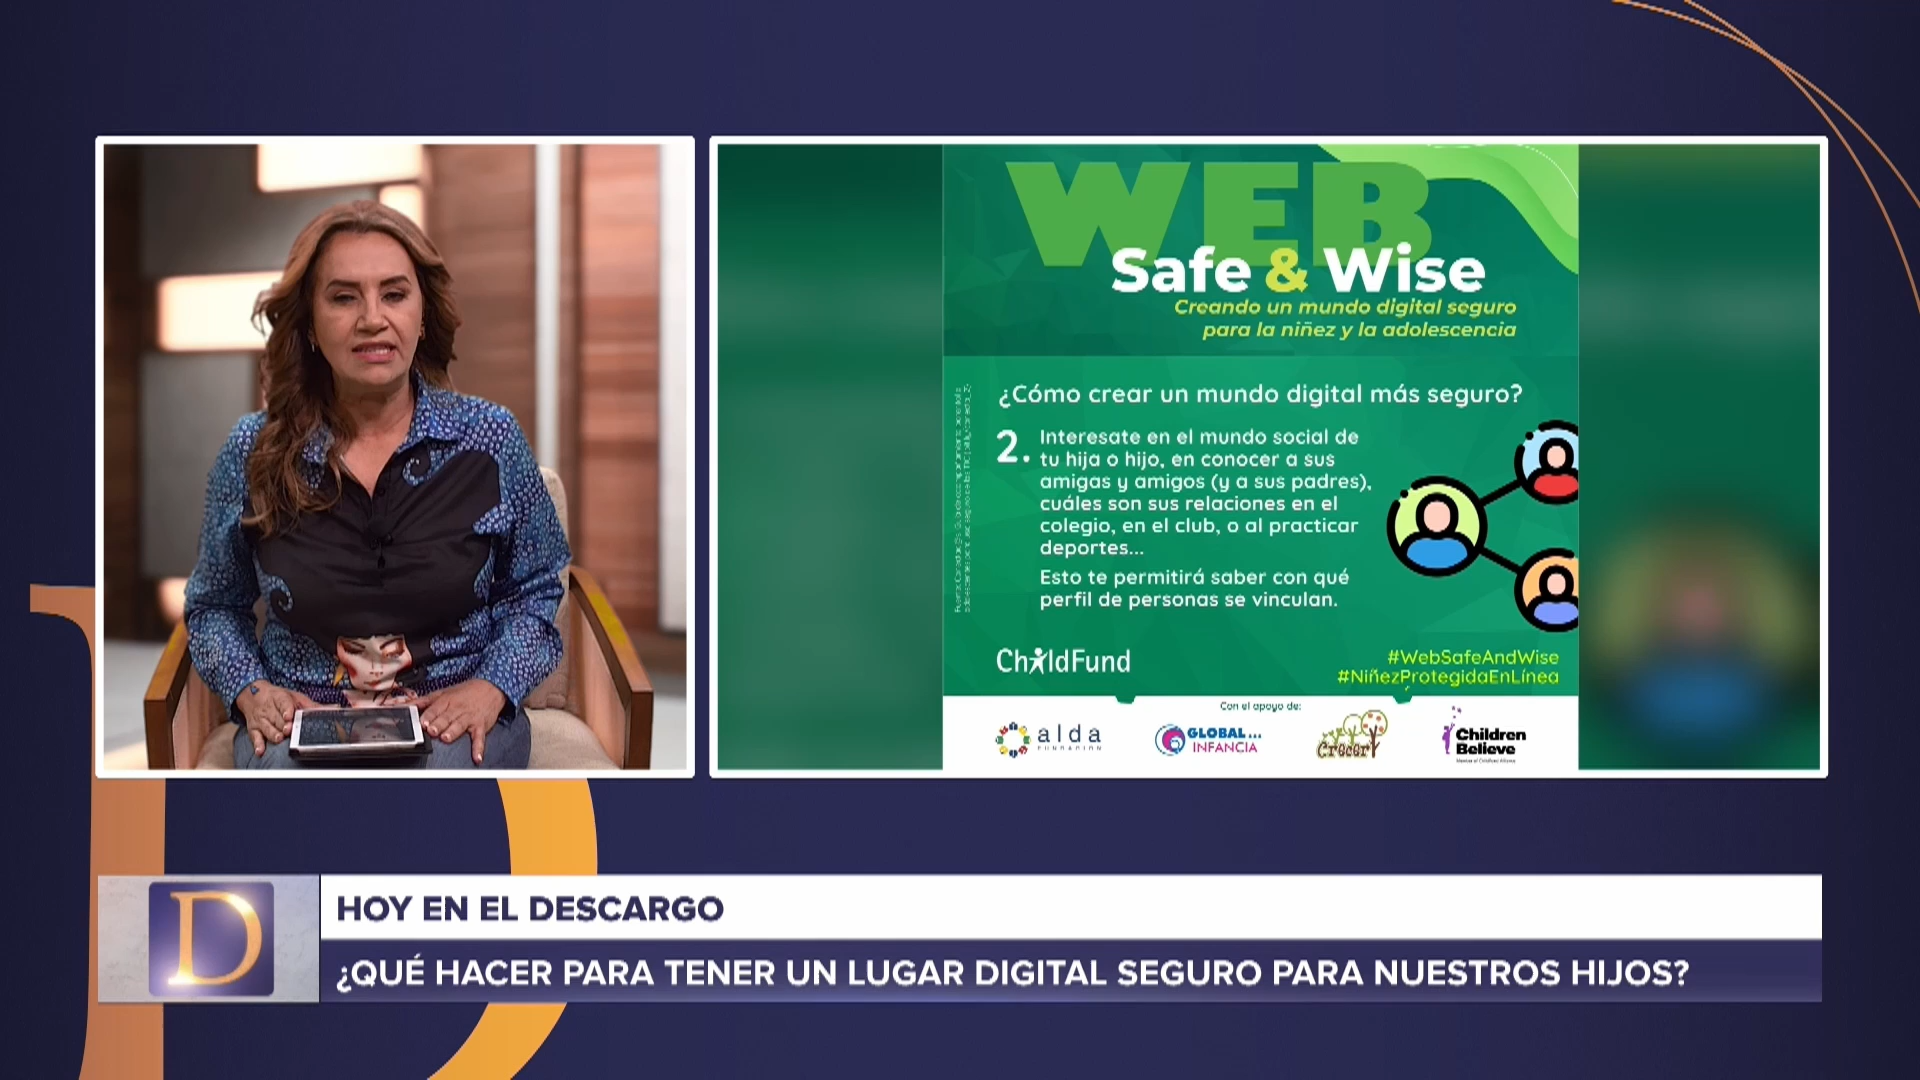 WEB
Safe & Wise
Creando un mundo digital seguro
para la niñez y la adolescencia
¿Cómo crear un mundo digital más seguro?
2. Interesate en el mundo social de
tu hija o hijo, en conocer a sus
amigas y amigos (y a sus padres),
cuáles son sus relaciones en el
colegio, en el club, o al practicar
deportes...
Esto te permitirá saber con qué
perfil de personas se vinculan.
ChildFund
#WebSafeAndWise
#NiñezProtegidaEnLínea
Con el apoyo de:
alda
FUNDACIÓN
GLOBAL...
INFANCIA
Crecer
Children
Believe
D
HOY EN EL DESCARGO
¿QUÉ HACER PARA TENER UN LUGAR DIGITAL SEGURO PARA NUESTROS HIJOS?